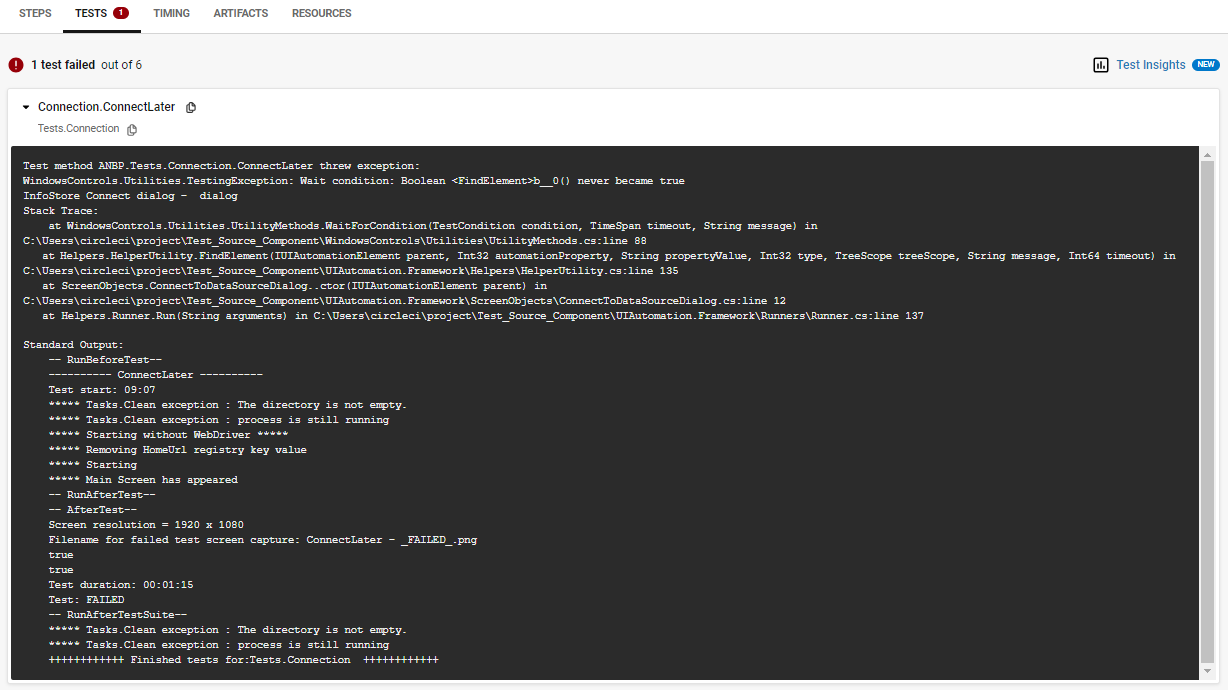 STEPS TESTS 1 TIMING ARTIFACTS RESOURCES
1 test failed out of 6
Test Insights NEW
Connection.ConnectLater
Tests.Connection
Test method ANBP.Tests.Connection.ConnectLater threw exception:
WindowsControls.Utilities.TestingException: Wait condition: Boolean <FindElement>b__0() never became true
InfoStore Connect dialog -  dialog
Stack Trace:
    at WindowsControls.Utilities.UtilityMethods.WaitForCondition(TestCondition condition, TimeSpan timeout, String message) in
C:\Users\circleci\project\Test_Source_Component\WindowsControls\Utilities\UtilityMethods.cs:line 88
   at Helpers.HelperUtility.FindElement(IUIAutomationElement parent, Int32 automationProperty, String propertyValue, Int32 type, TreeScope treeScope, String message, Int64 timeout) in
C:\Users\circleci\project\Test_Source_Component\UIAutomation.Framework\Helpers\HelperUtility.cs:line 135
   at ScreenObjects.ConnectToDataSourceDialog..ctor(IUIAutomationElement parent) in
C:\Users\circleci\project\Test_Source_Component\UIAutomation.Framework\ScreenObjects\ConnectToDataSourceDialog.cs:line 12
   at Helpers.Runner.Run(String arguments) in C:\Users\circleci\project\Test_Source_Component\UIAutomation.Framework\Runners\Runner.cs:line 137
Standard Output:
    -- RunBeforeTest--
    ---------- ConnectLater ----------
    Test start: 09:07
    ***** Tasks.Clean exception : The directory is not empty.
    ***** Tasks.Clean exception : process is still running
    ***** Starting without WebDriver *****
    ***** Removing HomeUrl registry key value
    ***** Starting
    ***** Main Screen has appeared
    -- RunAfterTest--
    -- AfterTest--
    Screen resolution = 1920 x 1080
    Filename for failed test screen capture: ConnectLater - _FAILED_.png
    true
    true
    Test duration: 00:01:15
    Test: FAILED
    -- RunAfterTestSuite--
    ***** Tasks.Clean exception : The directory is not empty.
    ***** Tasks.Clean exception : process is still running
    ++++++++++++ Finished tests for:Tests.Connection  ++++++++++++